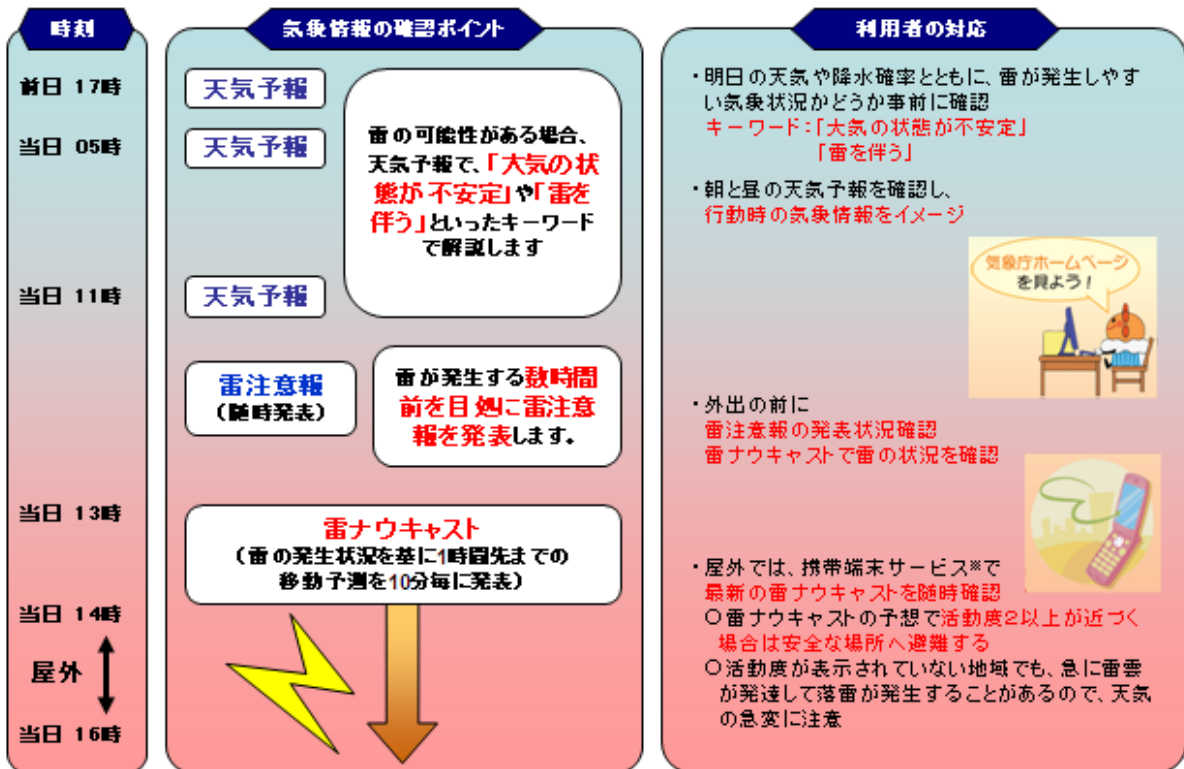 時刻
前日 17時
当日 05時
当日 11時
当日 13時
当日 14時
屋外
当日 16時
気象情報の確認ポイント
天気予報
天気予報
天気予報
雷の可能性がある場合、
天気予報で、「大気の状
態が不安定」や「雷を
伴う」といったキーワード
で解説します
雷注意報
(随時発表)
雷が発生する数時間
前を目処に雷注意
報を発表します。
雷ナウキャスト
(雷の発生状況を基に1時間先までの
移動予測を10分毎に発表)
利用者の対応
・明日の天気や降水確率とともに、雷が発生しやす
い気象状況かどうか事前に確認
キーワード:「大気の状態が不安定」
「雷を伴う」
・朝と昼の天気予報を確認し、
行動時の気象情報をイメージ
気象庁ホームページ
を見よう!
・外出の前に
雷注意報の発表状況確認
雷ナウキャストで雷の状況を確認
・屋外では、携帯端末サービス※で
最新の雷ナウキャストを随時確認
○雷ナウキャストの予想で活動度2以上が近づく
場合は安全な場所へ避難する
○活動度が表示されていない地域でも、急に雷雲
が発達して落雷が発生することがあるので、天気
の急変に注意